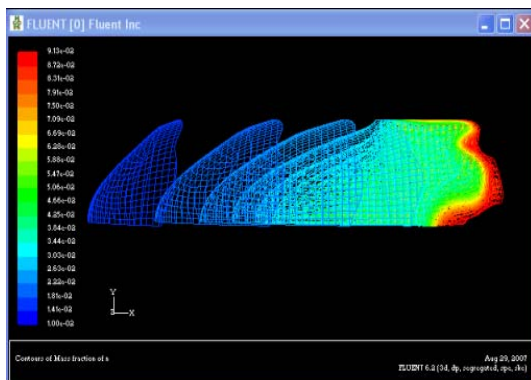 FLUENT [0] Fluent Inc
9.13e-02
8.72e-02
8.31e-02
7.91e-02
7.50e-02
7.09e-02
6.69e-02
6.28e-02
5.88e-02
5.47e-02
5.06e-02
4.66e-02
4.25e-02
3.84e-02
3.44e-02
3.03e-02
2.63e-02
2.22e-02
1.81e-02
1.41e-02
1.00e-02
Y
Z
X
Contours of Mass fraction of n
Aug 29, 2007
FLUENT 6.2 (3d, dp, segregated, spe, ske)